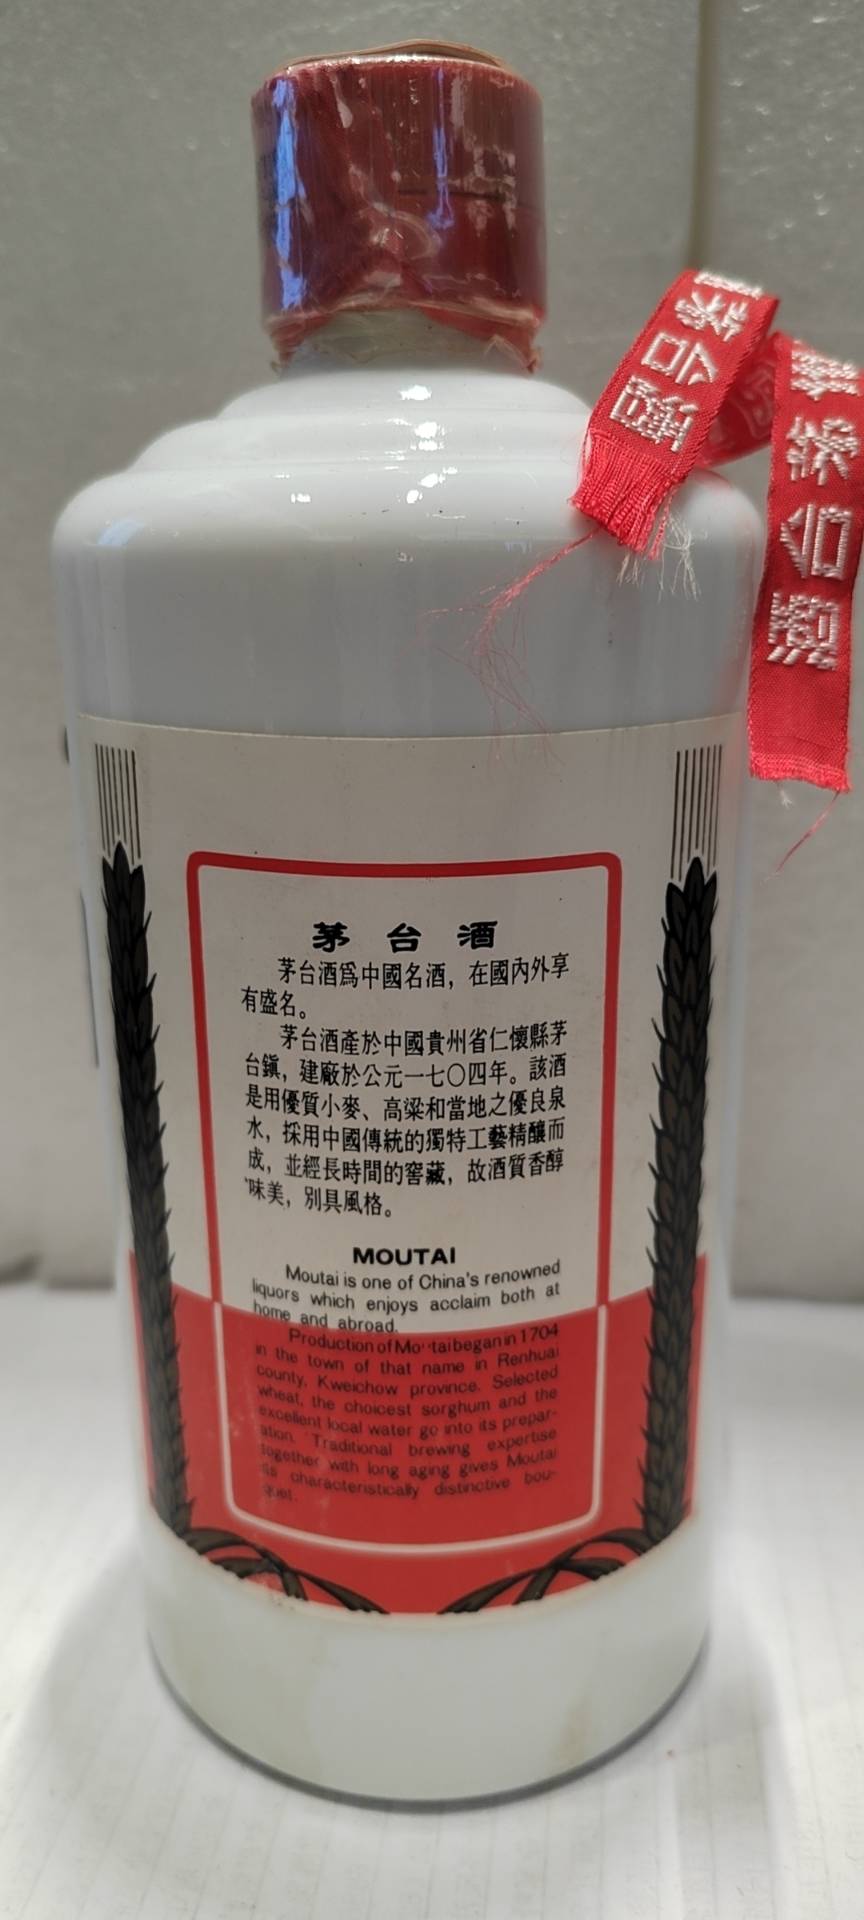 茅台酒
茅台酒
茅台酒
茅台酒爲中國名酒，在國內外享
有盛名。
茅台酒產於中國貴州省仁懷縣茅
台鎭，建廠於公元一七〇四年。該酒
是用優質小麥、高粱和當地之優良泉
水，採用中國傳統的獨特工藝精釀而
成，並經長時間的窖藏，故酒質香醇
味美，別具風格。
MOUTAI
Moutai is one of China's renowned
liquors which enjoys acclaim both at
home and abroad.
Production of Moutai began in 1704
in the town of that name in Renhuai
county, Kweichow province. Selected
wheat, the choicest sorghum and the
excellent local water go into its prepar-
ation. Traditional brewing expertise
together with long aging gives Moutai
its characteristically distinctive bou-
quet.